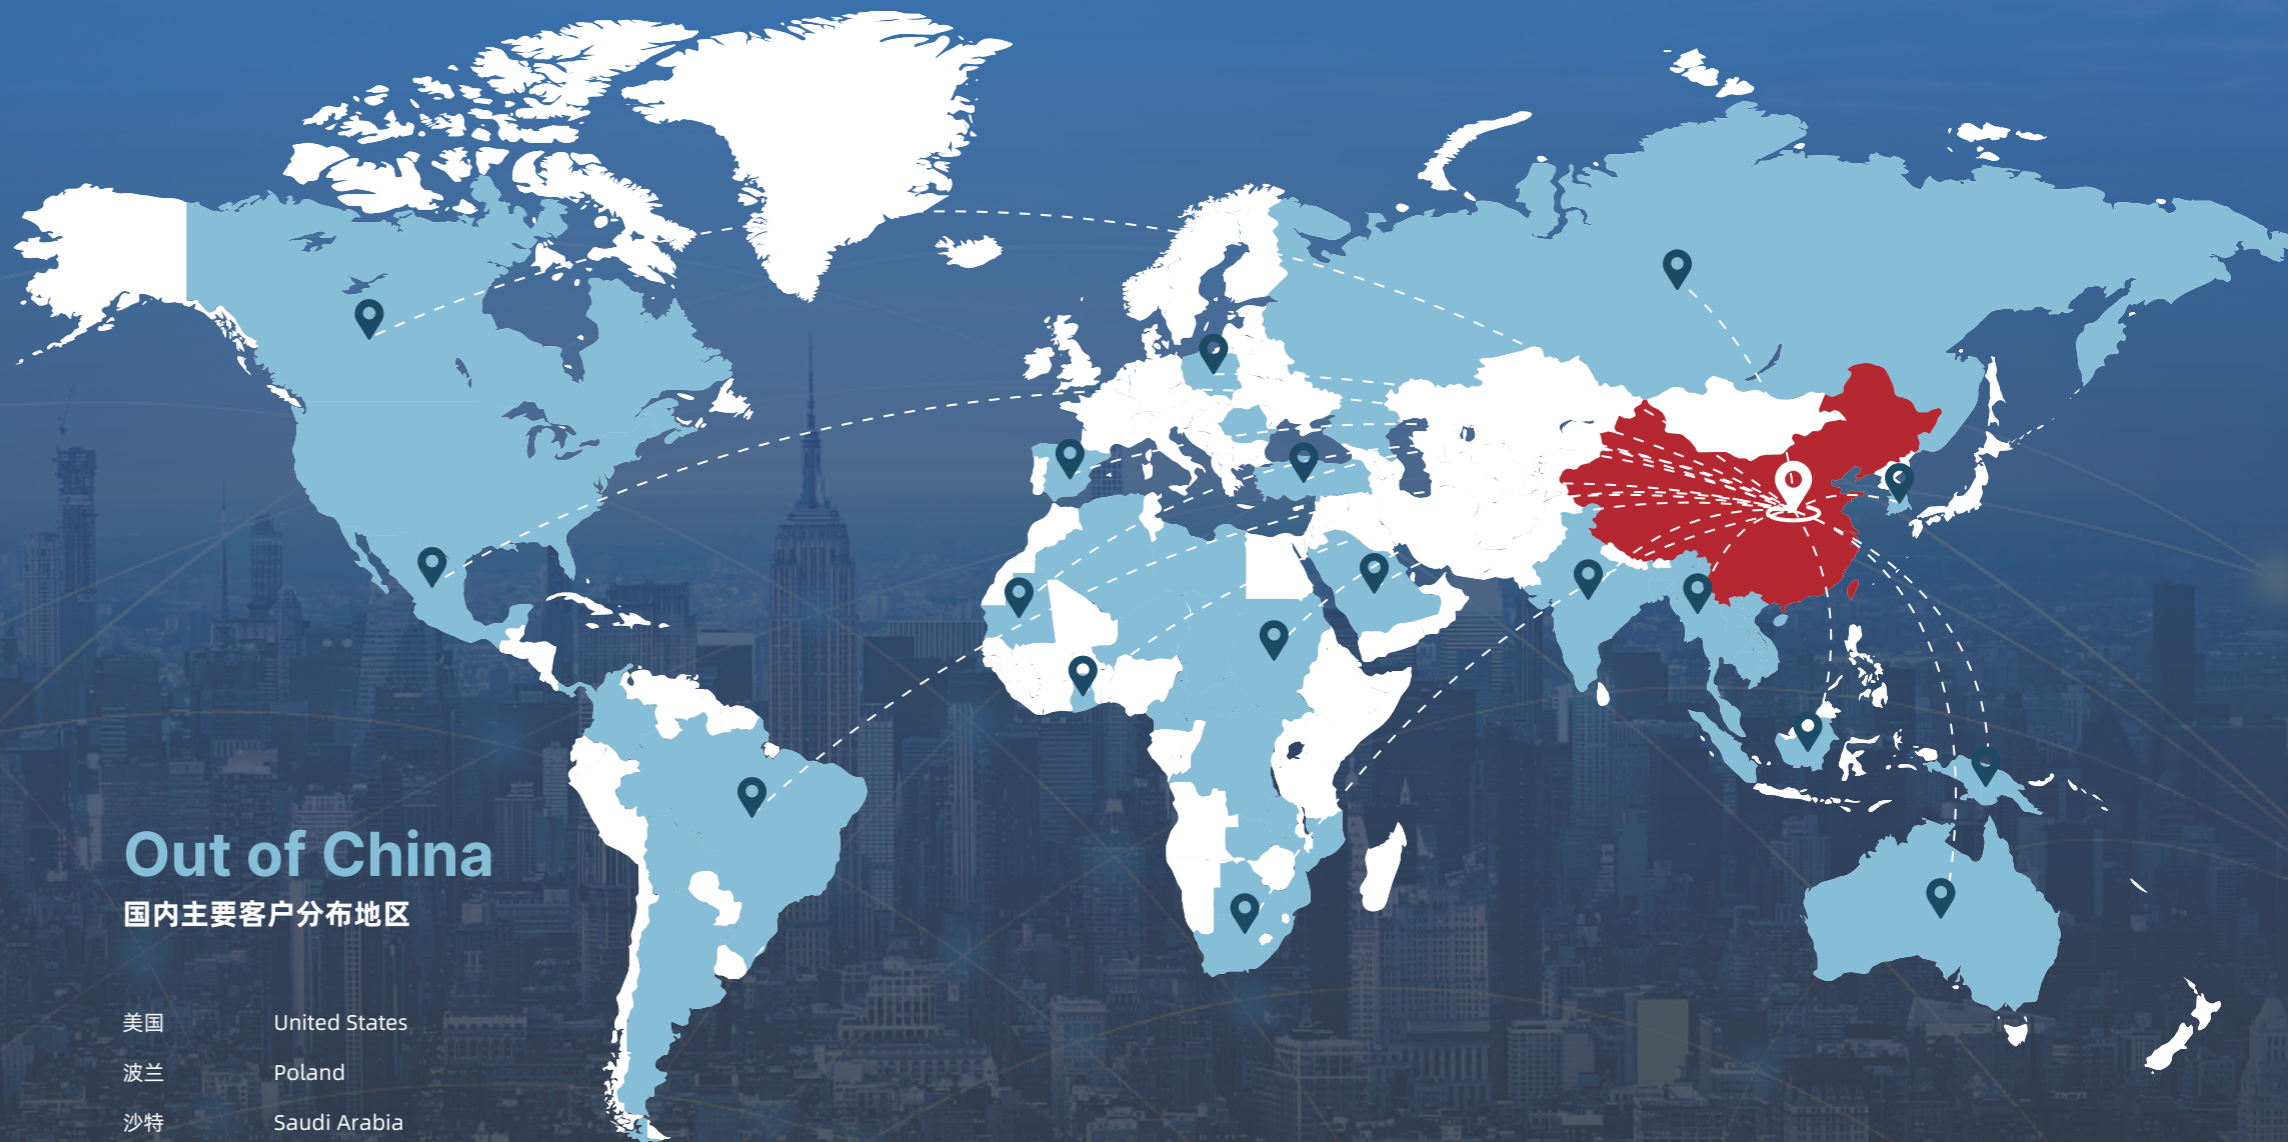 Out of China
国内主要客户分布地区
美国 United States
波兰 Poland
沙特 Saudi Arabia